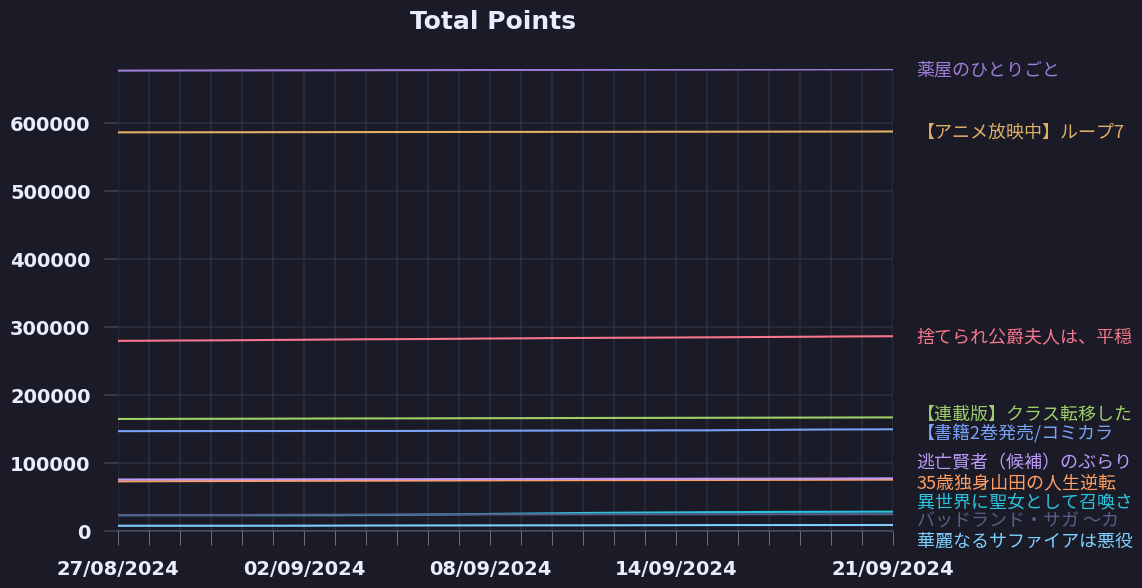 Total Points
薬屋のひとりごと
【アニメ放映中】ループ7
600000
500000
400000
300000
捨てられ公爵夫人は、平穏
200000
【連載版】クラス転移した
【書籍2巻発売/コミカラ
100000
逃亡賢者（候補）のぶらり
35歳独身山田の人生逆転
異世界に聖女として召喚さ
バッドランド・サガ ～カ
0
華麗なるサファイアは悪役
27/08/2024 02/09/2024 08/09/2024 14/09/2024 21/09/2024